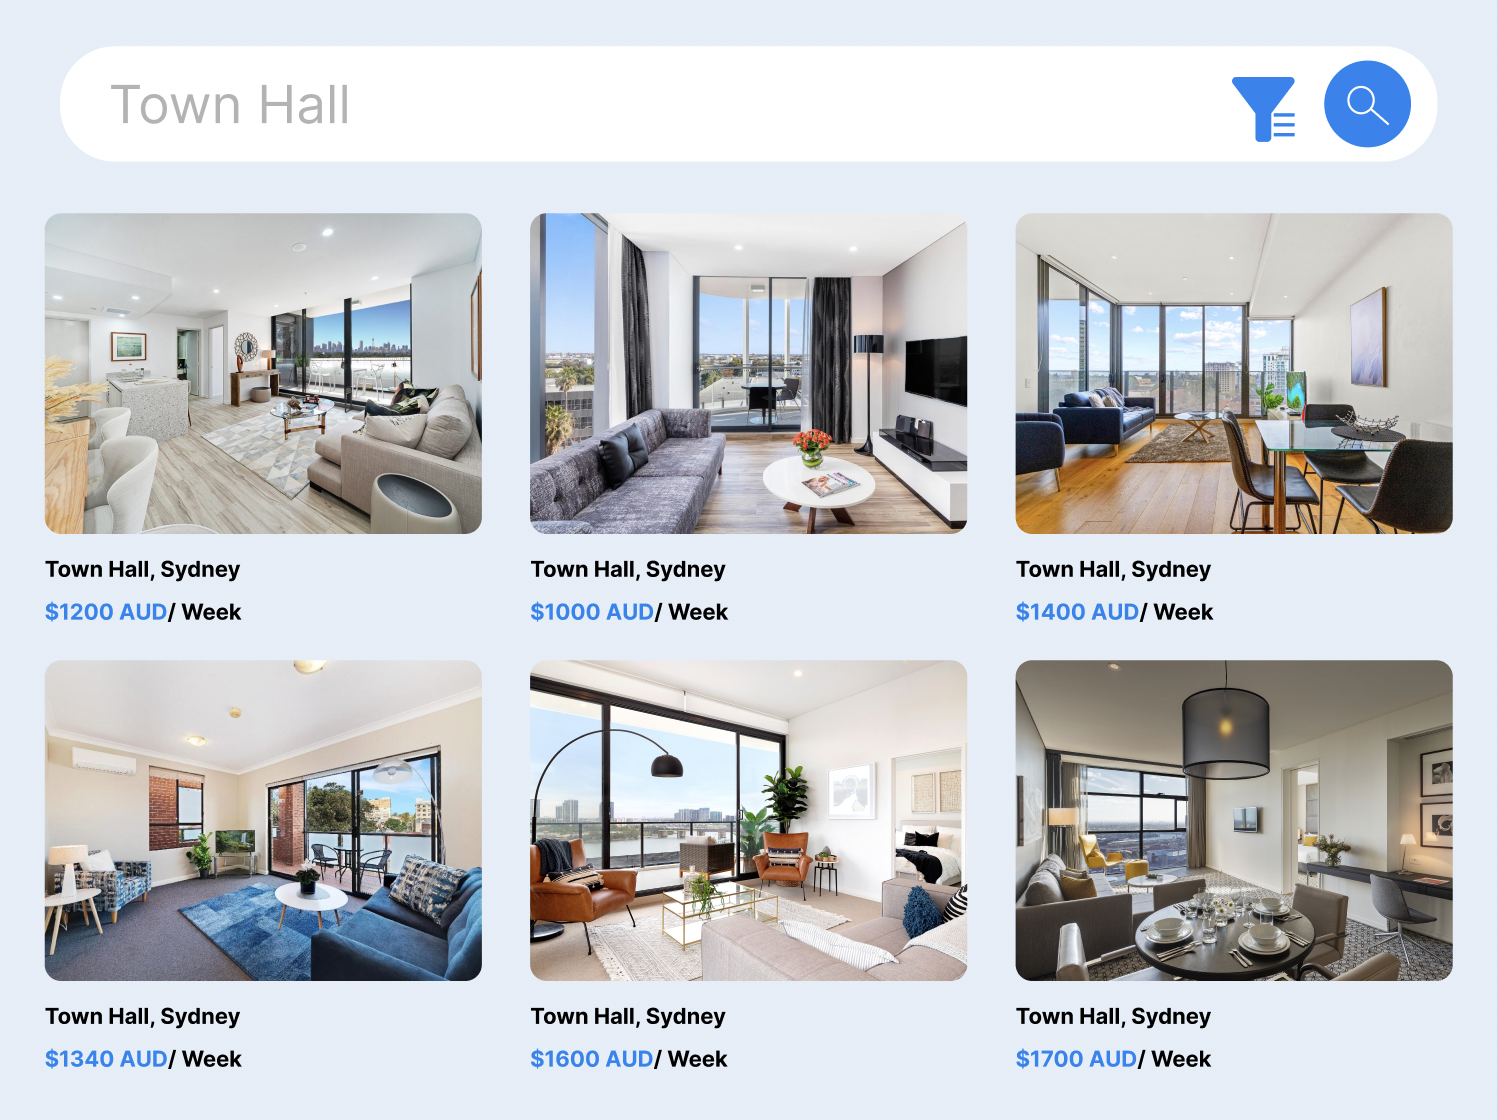 Town Hall
Town Hall, Sydney
$1200 AUD/ Week
Town Hall, Sydney
$1000 AUD/ Week
Town Hall, Sydney
$1400 AUD/ Week
Town Hall, Sydney
$1340 AUD/ Week
Town Hall, Sydney
$1600 AUD/ Week
Town Hall, Sydney
$1700 AUD/ Week